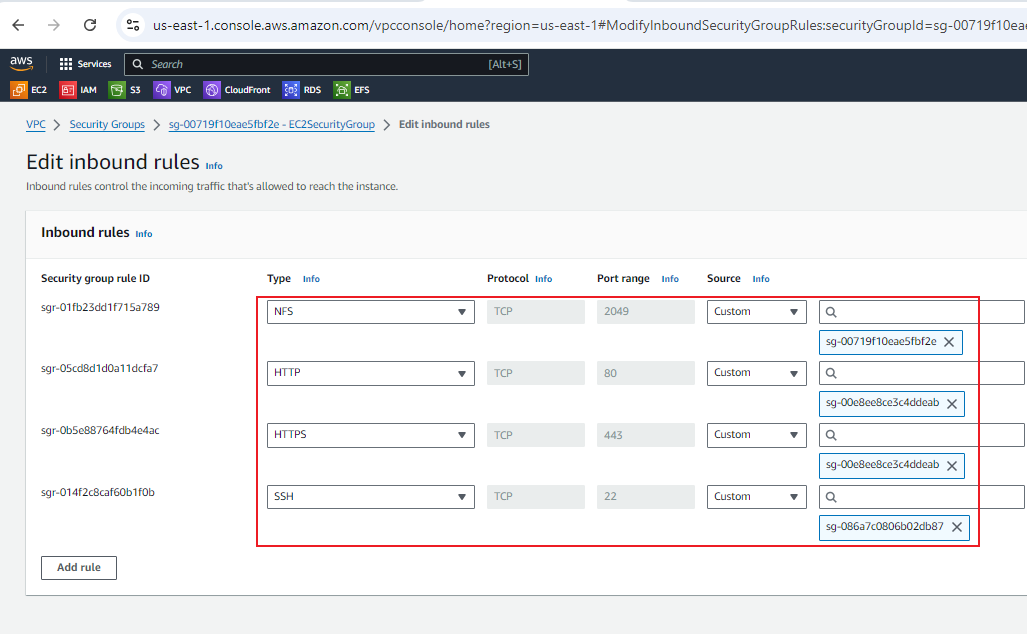 us-east-1.console.aws.amazon.com/vpcconsole/home?region=us-east-1#ModifyInboundSecurityGroupRules:securityGroupId=sg-00719f10eae
aws Services Search [Alt+S]
EC2 IAM S3 VPC CloudFront RDS EFS
VPC Security Groups sg-00719f10eae5fbf2e - EC2SecurityGroup Edit inbound rules
Edit inbound rules Info
Inbound rules control the incoming traffic that's allowed to reach the instance.
Inbound rules Info
Security group rule ID Type Info Protocol Info Port range Info Source Info
sgr-01fb23dd1f715a789 NFS TCP 2049 Custom
sg-00719f10eae5fbf2e
sgr-05cd8d1d0a11dcfa7 HTTP TCP 80 Custom
sg-00e8ee8ce3c4ddeab
sgr-0b5e88764fdb4e4ac HTTPS TCP 443 Custom
sg-00e8ee8ce3c4ddeab
sgr-014f2c8caf60b1f0b SSH TCP 22 Custom
sg-086a7c0806b02db87
Add rule